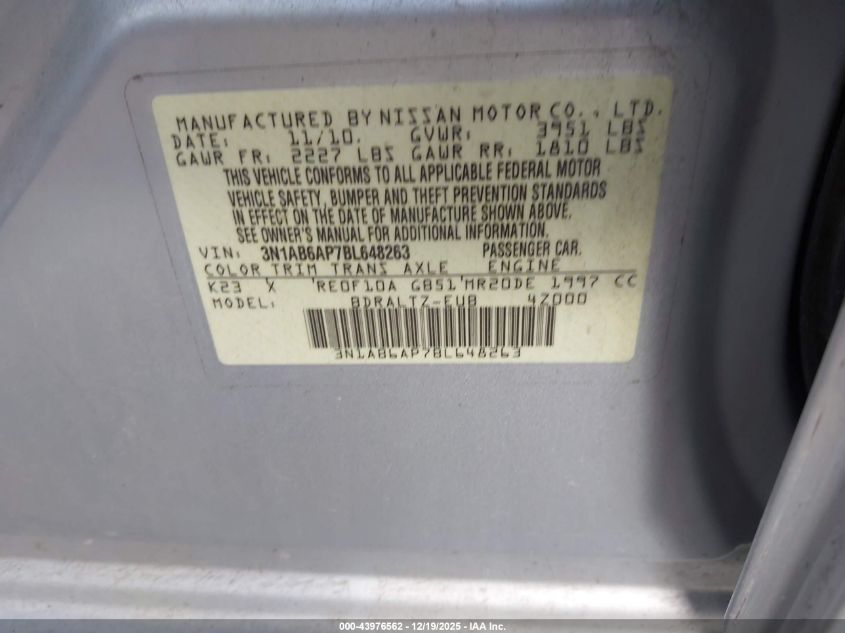 MANUFACTURED BY NISSAN MOTOR CO., LTD.
DATE: 11/10. GVWR: 3951 LBS
GAWR FR: 2227 LBS GAWR RR: 1810 LBS
THIS VEHICLE CONFORMS TO ALL APPLICABLE FEDERAL MOTOR
VEHICLE SAFETY, BUMPER AND THEFT PREVENTION STANDARDS
IN EFFECT ON THE DATE OF MANUFACTURE SHOWN ABOVE.
SEE OWNER'S MANUAL FOR ADDITIONAL INFORMATION.
VIN: 3N1AB6AP7BL648263 PASSENGER CAR.
COLOR TRIM TRANS AXLE ENGINE
K23 X RE0F10A GB51 MR20DE 1997 CC
MODEL: BDRALTZ-EUB 4Z000
3N1AB6AP7BL648263
000-43976562 - 12/19/2025 - IAA Inc.